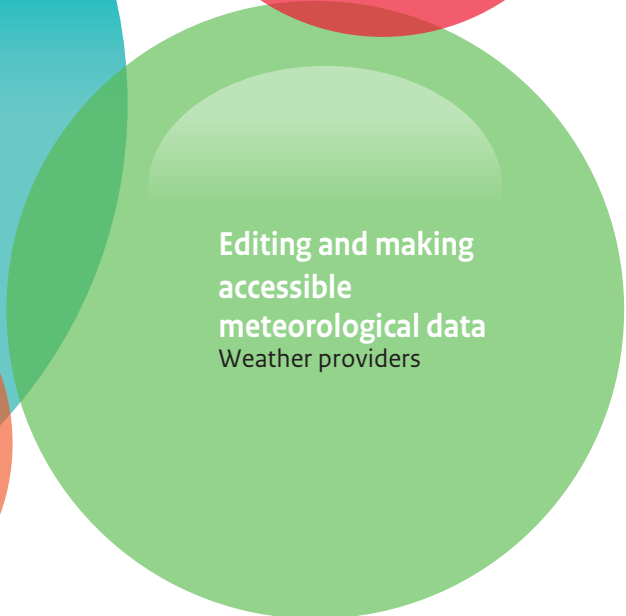 Editing and making
accessible
meteorological data
Weather providers